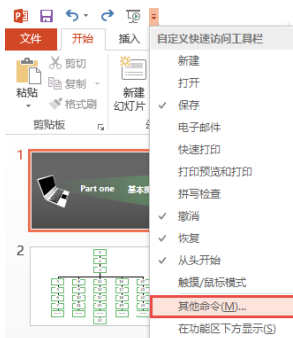 文件
开始
插入
剪切
复制
格式刷
粘贴
新建
幻灯片
剪贴板
1
Part one
2
自定义快速访问工具栏
新建
打开
保存
电子邮件
快速打印
打印预览和打印
拼写检查
撤消
恢复
从头开始
触摸/鼠标模式
其他命令(M)...
在功能区下方显示(S)